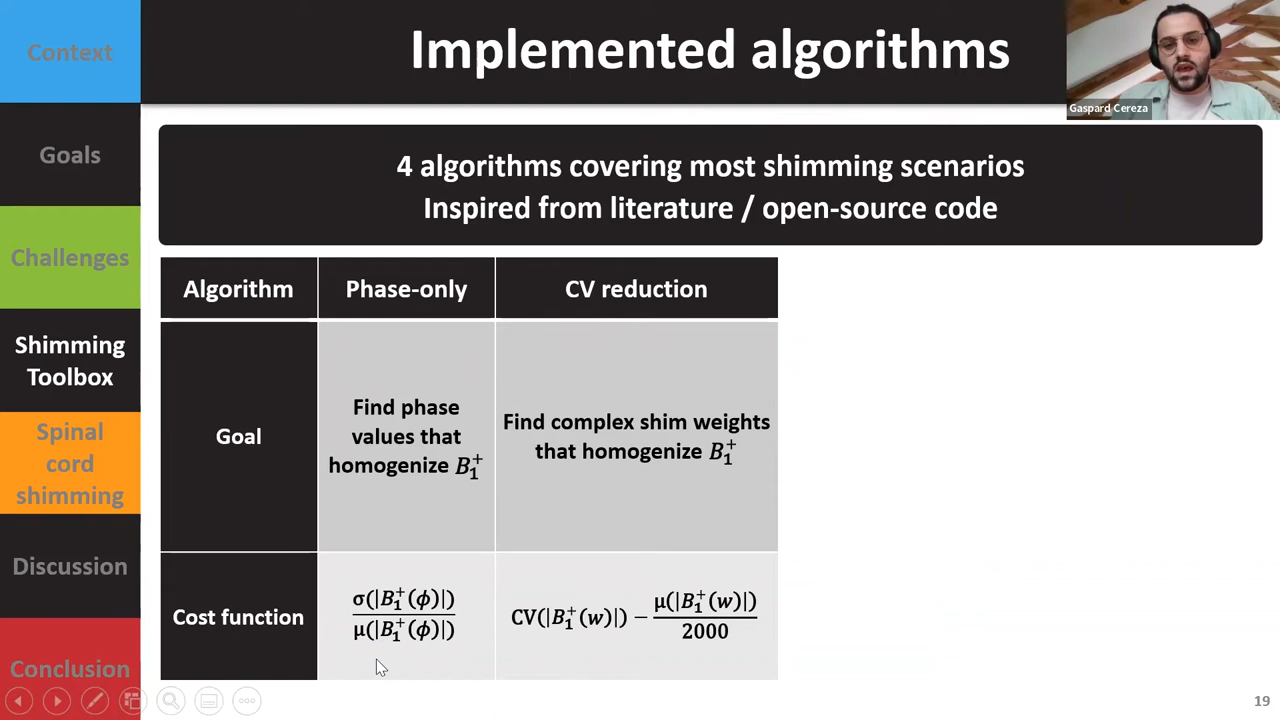 Context
Goals
Challenges
Shimming
Toolbox
Spinal
cord
shimming
Discussion
Conclusion
Implemented algorithms
Gaspard Cereza
4 algorithms covering most shimming scenarios
Inspired from literature / open-source code
Algorithm Phase-only CV reduction
Goal
Find phase
values that
homogenize B₁⁺
Find complex shim weights
that homogenize B₁⁺
Cost function
σ(|B₁⁺(ϕ)|)
μ(|B₁⁺(ϕ)|)
CV(|B₁⁺(w)|) − μ(|B₁⁺(w)|)
2000
19